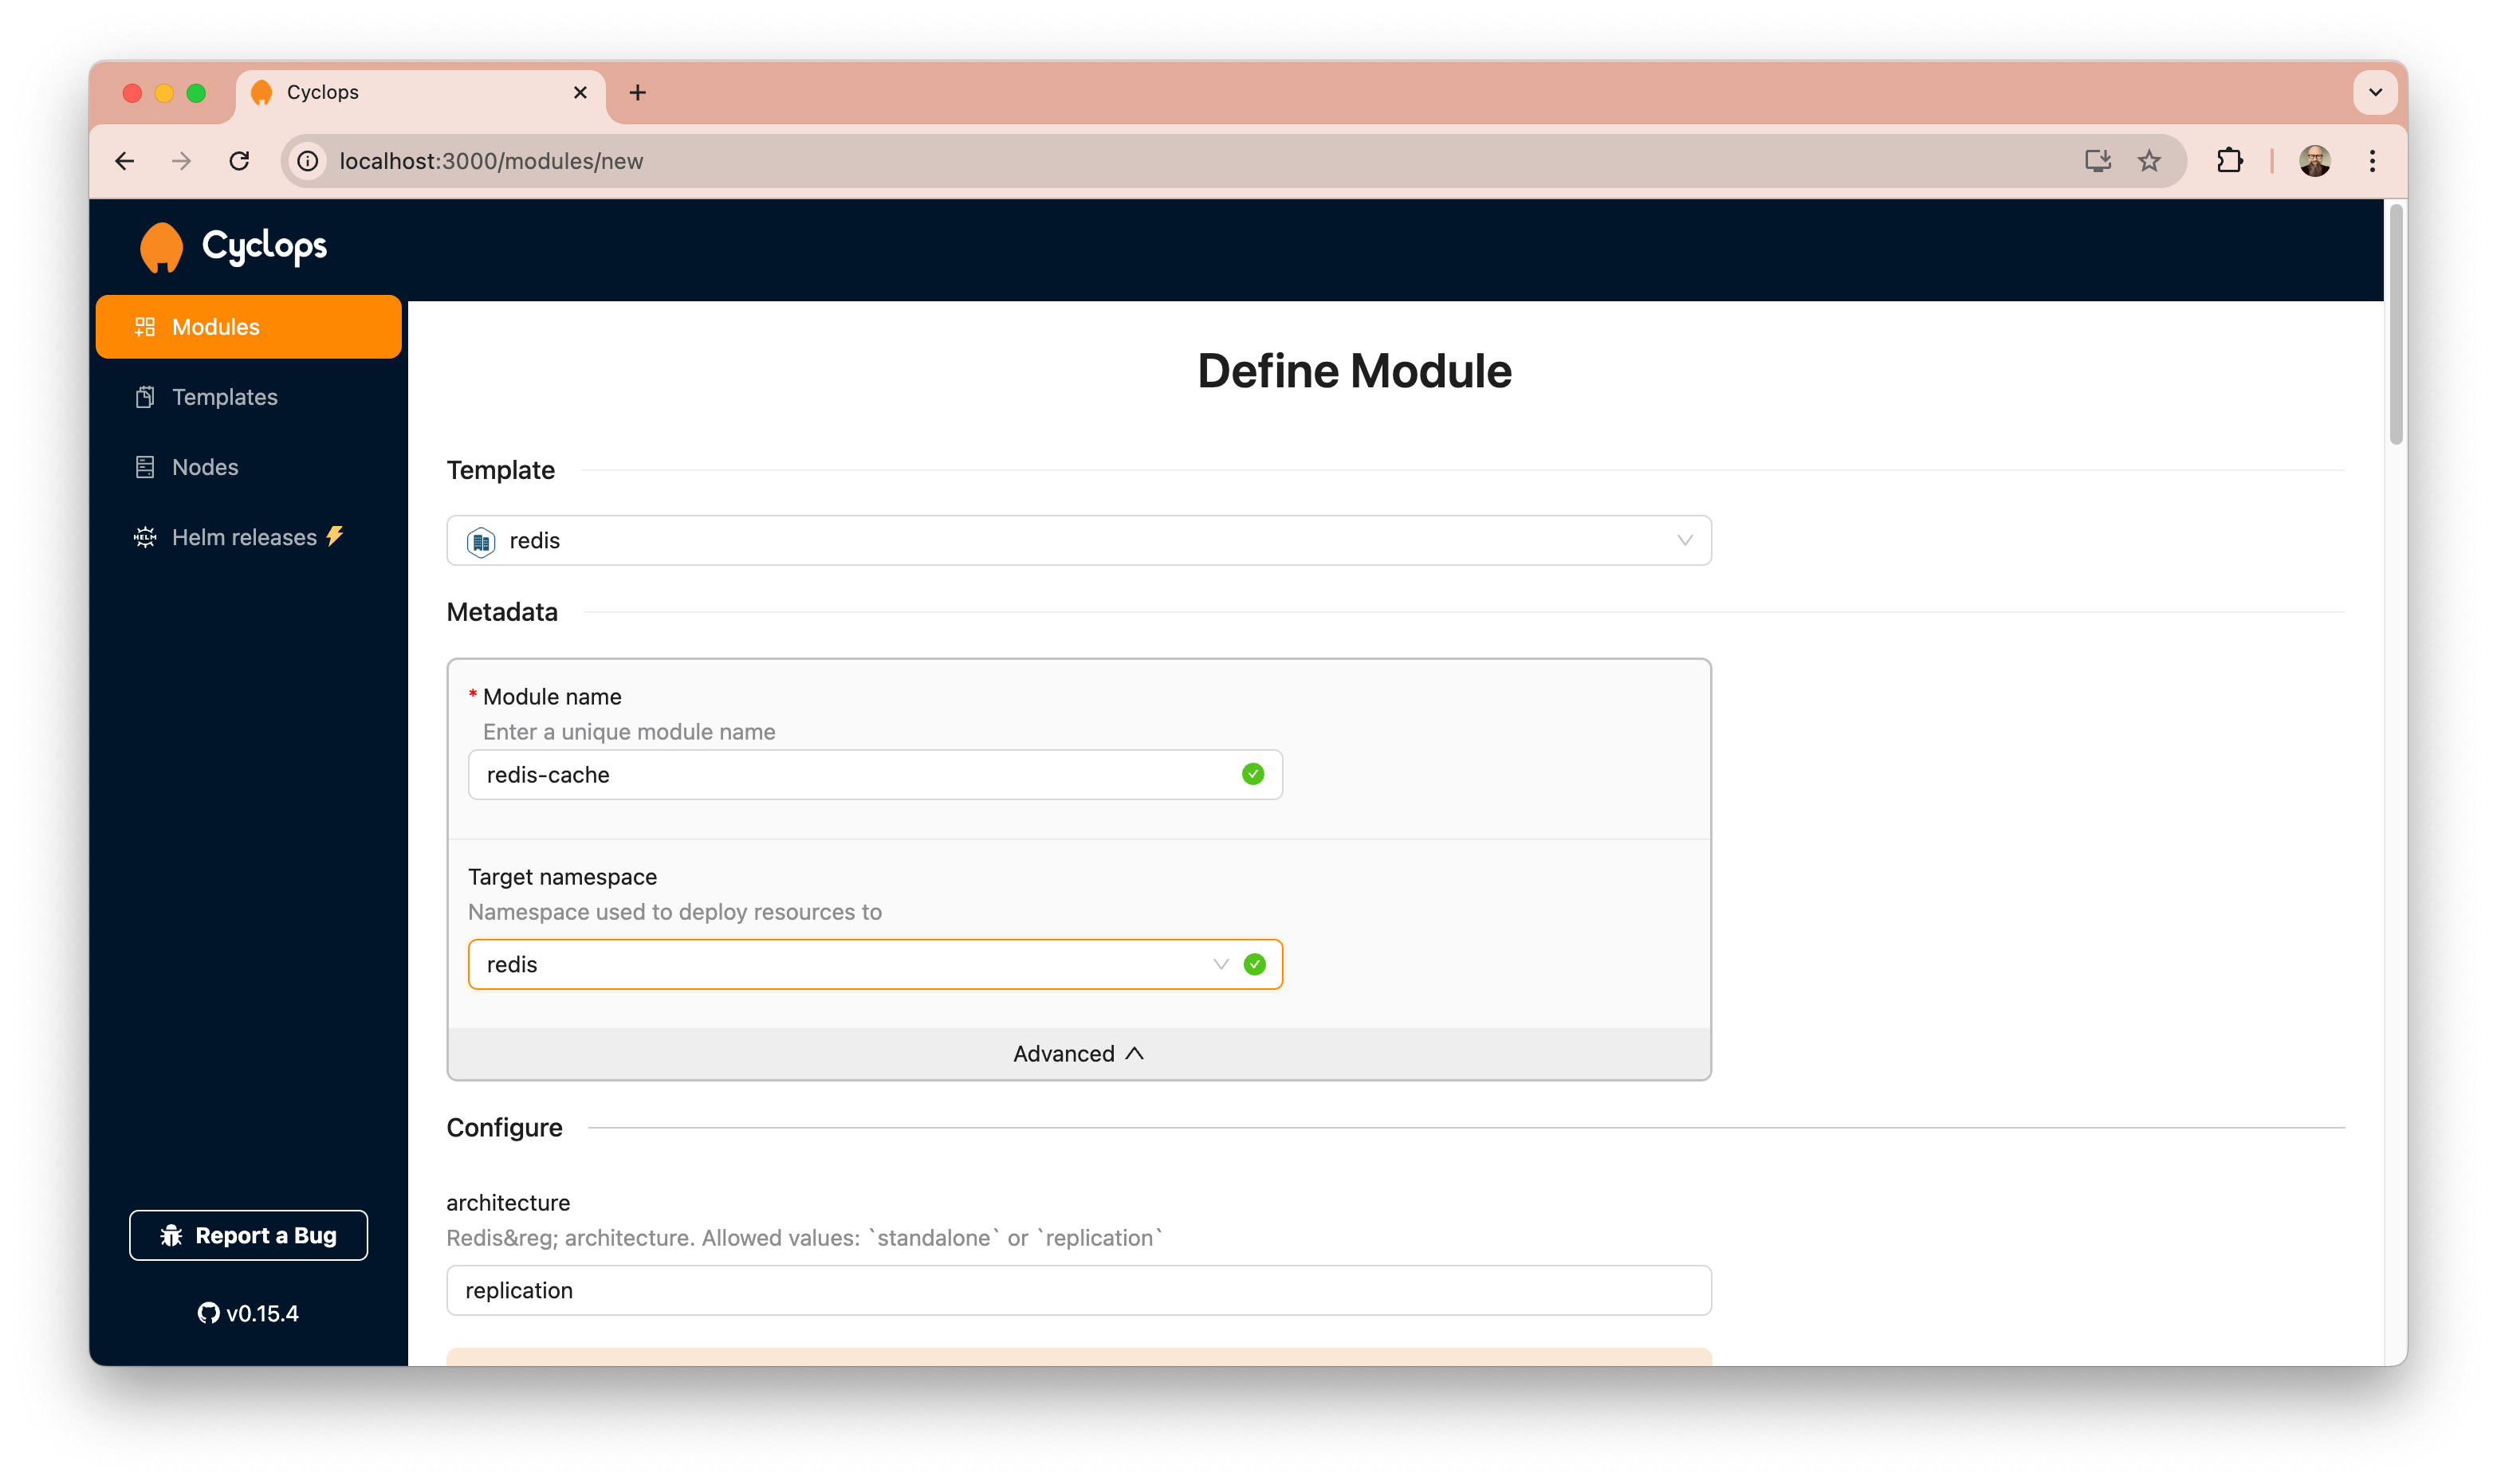 Cyclops
localhost:3000/modules/new
Cyclops
Modules
Templates
Nodes
HELM Helm releases
Report a Bug
v0.15.4
Define Module
Template
redis
Metadata
* Module name
Enter a unique module name
redis-cache
Target namespace
Namespace used to deploy resources to
redis
Advanced
Configure
architecture
Redis&reg; architecture. Allowed values: `standalone` or `replication`
replication